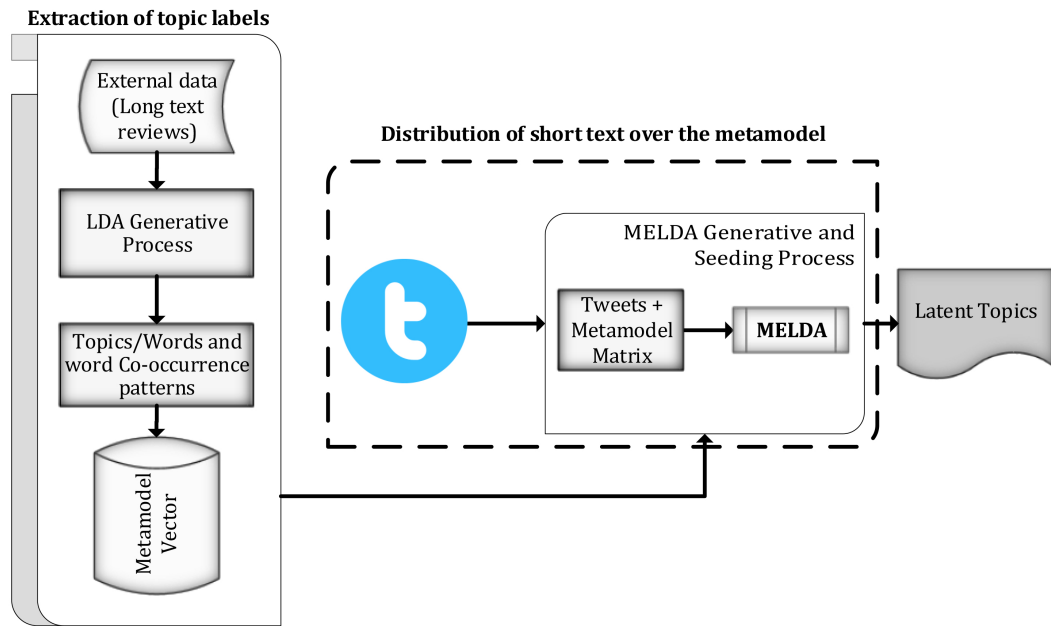 Extraction of topic labels
External data
(Long text
reviews)
LDA Generative
Process
Topics/Words and
word Co-occurrence
patterns
Metamodel
Vector
Distribution of short text over the metamodel
t
MELDA Generative and
Seeding Process
Tweets +
Metamodel
Matrix
MELDA
Latent Topics